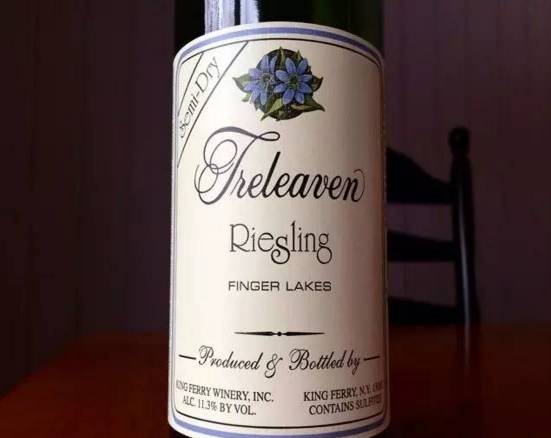 Semi-Dry
Treleaven
Riesling
FINGER LAKES
Produced & Bottled by
KING FERRY WINERY, INC. KING FERRY, N.Y.
ALC. 11.3% BY VOL. CONTAINS SULFITES